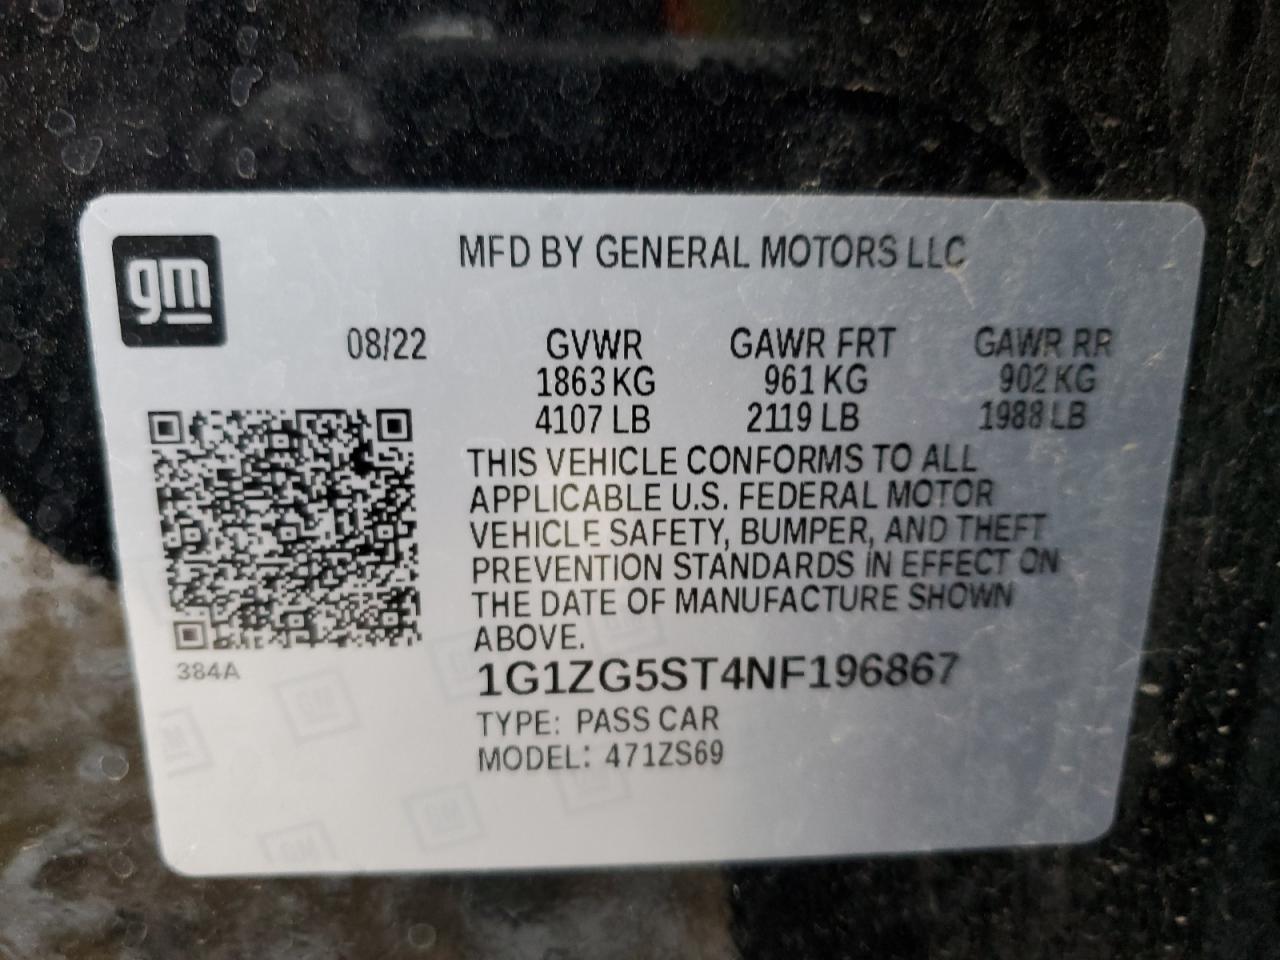 gm
MFD BY GENERAL MOTORS LLC
08/22 GVWR GAWR FRT GAWR RR
1863 KG 961 KG 902 KG
4107 LB 2119 LB 1988 LB
THIS VEHICLE CONFORMS TO ALL
APPLICABLE U.S. FEDERAL MOTOR
VEHICLE SAFETY, BUMPER, AND THEFT
PREVENTION STANDARDS IN EFFECT ON
THE DATE OF MANUFACTURE SHOWN
ABOVE.
384A
1G1ZG5ST4NF196867
TYPE: PASS CAR
MODEL: 471ZS69